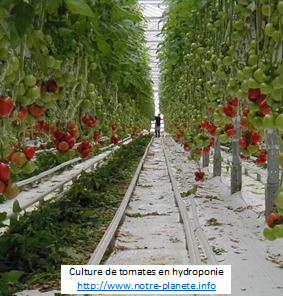 Culture de tomates en hydroponie
http://www.notre-planete.info